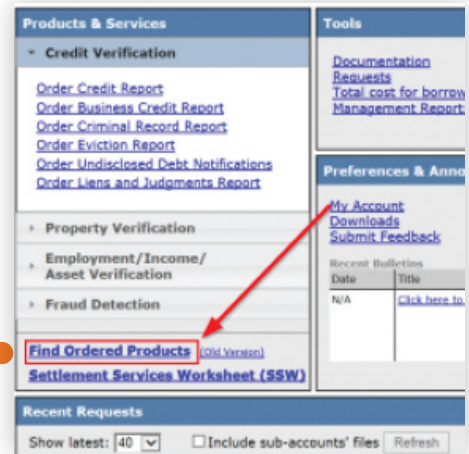 Products & Services
Credit Verification
Order Credit Report
Order Business Credit Report
Order Criminal Record Report
Order Eviction Report
Order Undisclosed Debt Notifications
Order Liens and Judgments Report
Property Verification
Employment/Income/
Asset Verification
Fraud Detection
Find Ordered Products (Old Version)
Settlement Services Worksheet (SSW)
Tools
Documentation
Requests
Total cost for borrow
Management Report
Preferences & Anno
My Account
Downloads
Submit Feedback
Recent Bulletins
Date Title
N/A Click here to
Recent Requests
Show latest: 40 Include sub-accounts' files Refresh